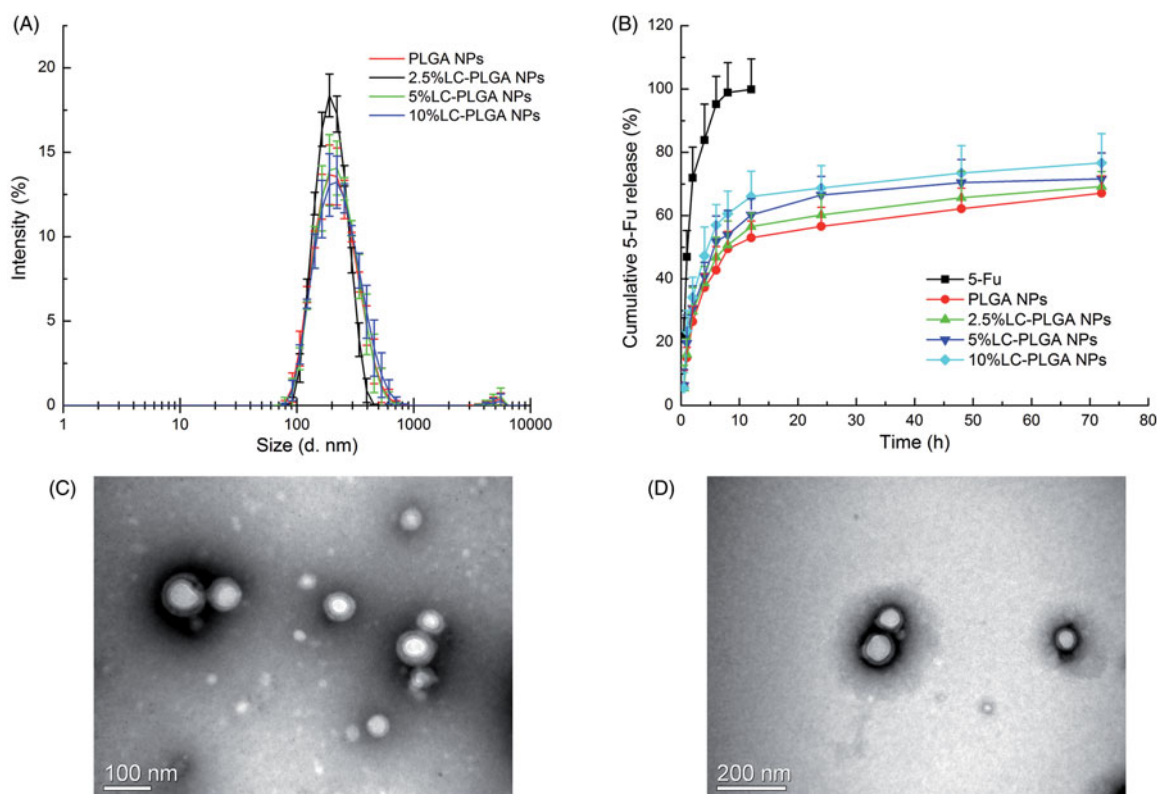 (A)
20
15
10
5
0
Intensity (%)
1
10
100
1000
10000
Size (d. nm)
PLGA NPs
2.5%LC-PLGA NPs
5%LC-PLGA NPs
10%LC-PLGA NPs
(B)
120
100
80
60
40
20
0
Cumulative 5-Fu release (%)
0
10
20
30
40
50
60
70
80
Time (h)
5-Fu
PLGA NPs
2.5%LC-PLGA NPs
5%LC-PLGA NPs
10%LC-PLGA NPs
(C)
100 nm
(D)
200 nm